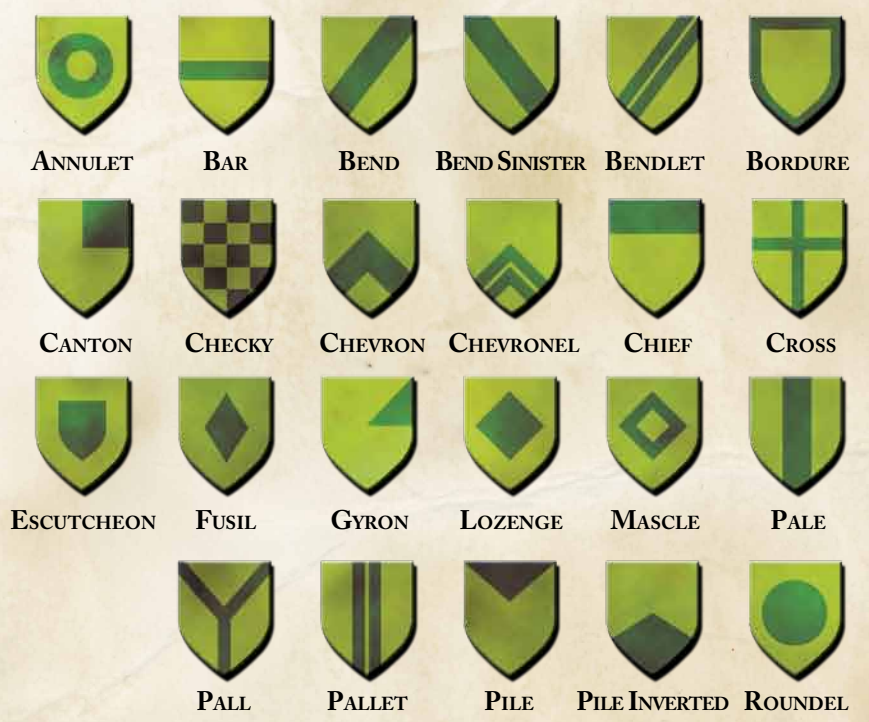 ANNULET BAR BEND BEND SINISTER BENDLET BORDURE
CANTON CHECKY CHEVRON CHEVRONEL CHIEF CROSS
ESCUTCHEON FUSIL GYRON LOZENGE MASCLE PALE
PALL PALLET PILE PILE INVERTED ROUNDEL